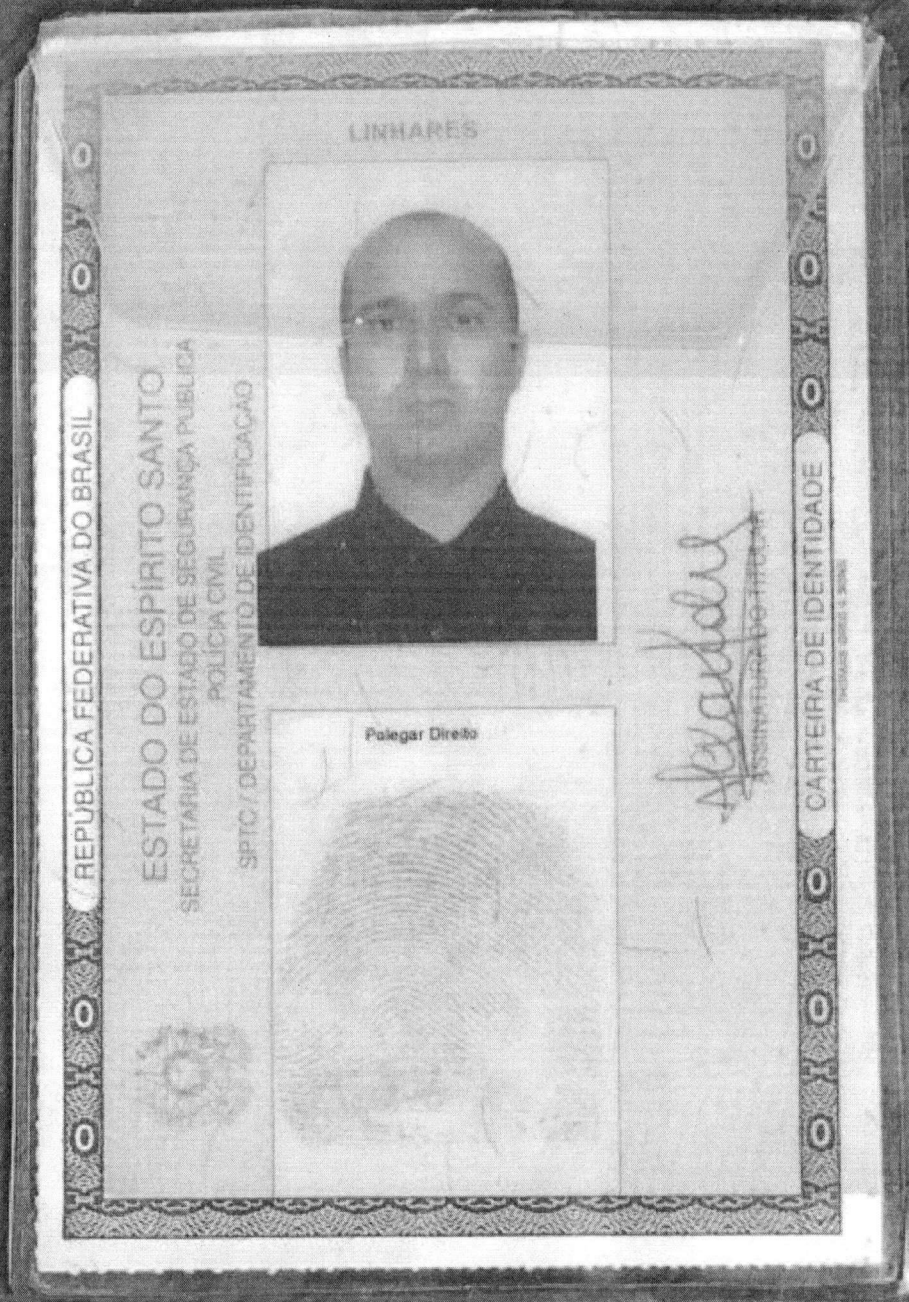 REPÚBLICA FEDERATIVA DO BRASIL
ESTADO DO ESPÍRITO SANTO
SECRETARIA DE ESTADO DE SEGURANÇA PÚBLICA
POLÍCIA CIVIL
SPTC / DEPARTAMENTO DE IDENTIFICAÇÃO
LINHARES
Polegar Direito
ASSINATURA DO TITULAR
CARTEIRA DE IDENTIDADE